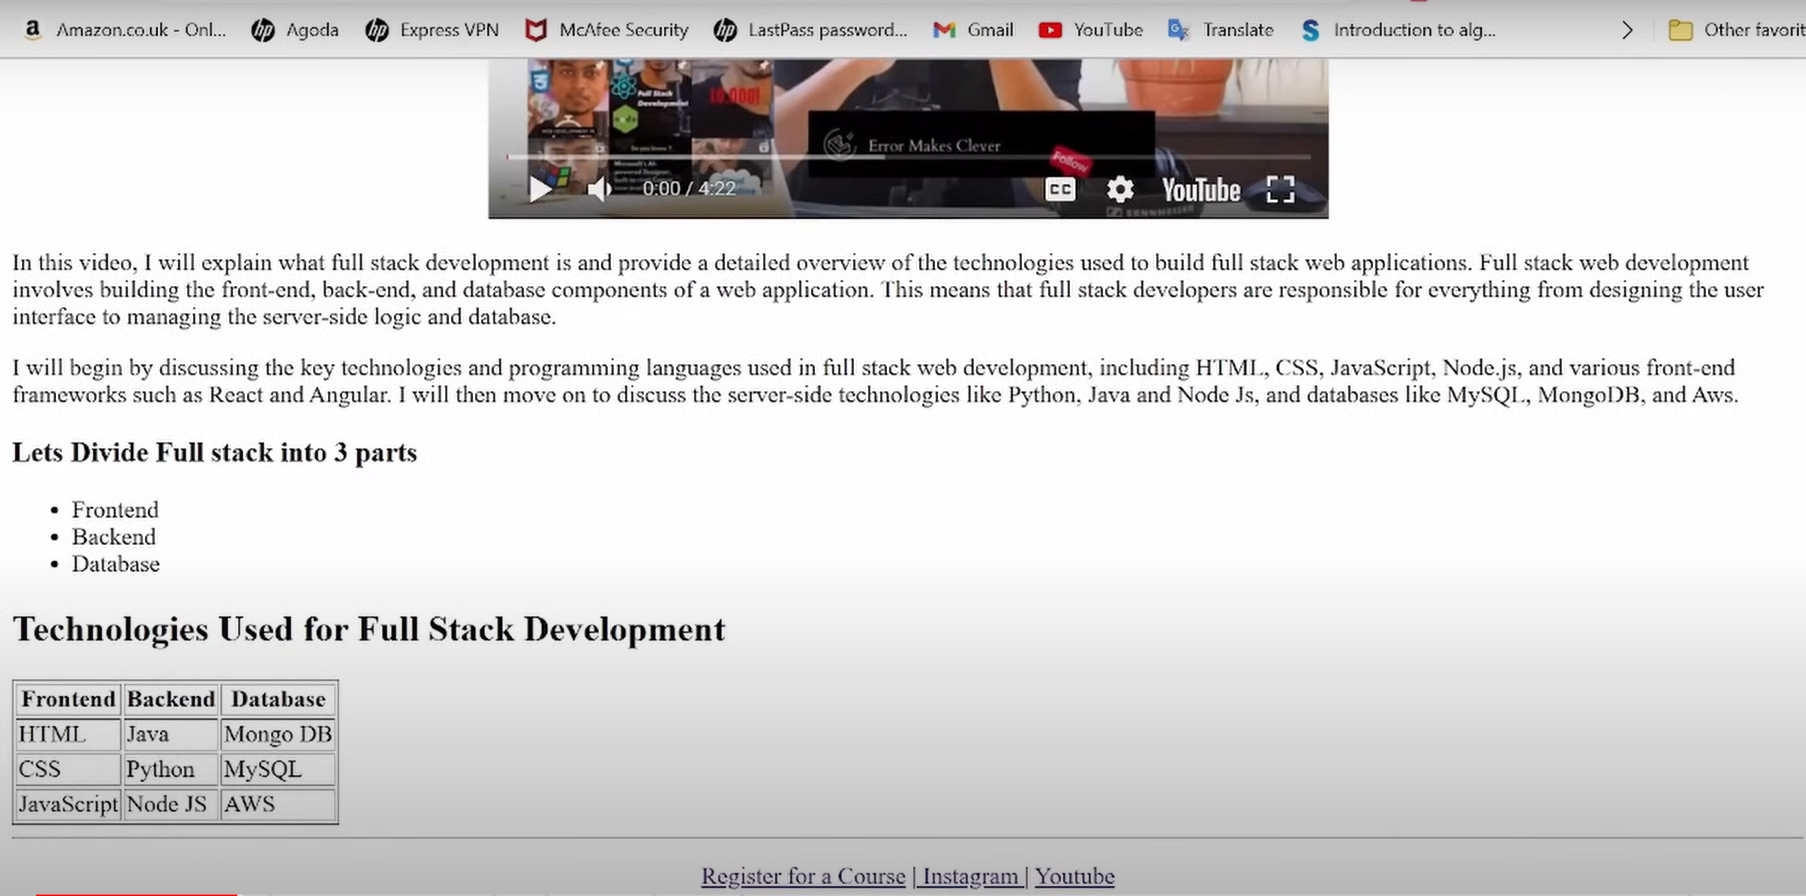 Amazon.co.uk - Onl...
Agoda
Express VPN
McAfee Security
LastPass password...
Gmail
YouTube
Translate
Introduction to alg...
Other favorit
Full Stack
Development
10,000!
Error Makes Clever
Follow
0:00 / 4:22
CC
YouTube
SENNHEISER
In this video, I will explain what full stack development is and provide a detailed overview of the technologies used to build full stack web applications. Full stack web development
involves building the front-end, back-end, and database components of a web application. This means that full stack developers are responsible for everything from designing the user
interface to managing the server-side logic and database.
I will begin by discussing the key technologies and programming languages used in full stack web development, including HTML, CSS, JavaScript, Node.js, and various front-end
frameworks such as React and Angular. I will then move on to discuss the server-side technologies like Python, Java and Node Js, and databases like MySQL, MongoDB, and Aws.
Lets Divide Full stack into 3 parts
• Frontend
• Backend
• Database
Technologies Used for Full Stack Development
Frontend Backend Database
HTML Java Mongo DB
CSS Python MySQL
JavaScript Node JS AWS
Register for a Course | Instagram | Youtube